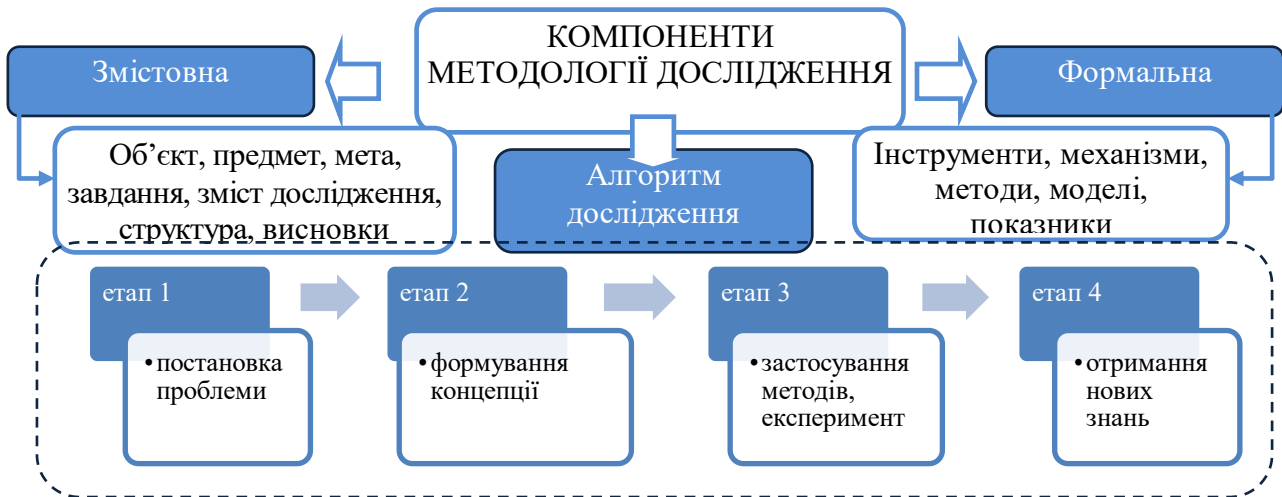 КОМПОНЕНТИ
МЕТОДОЛОГІЇ ДОСЛІДЖЕННЯ
Змістовна
Формальна
Об’єкт, предмет, мета,
завдання, зміст дослідження,
структура, висновки
Алгоритм
дослідження
Інструменти, механізми,
методи, моделі,
показники
етап 1
•постановка
проблеми
етап 2
•формування
концепції
етап 3
•застосування
методів,
експеримент
етап 4
•отримання
нових
знань